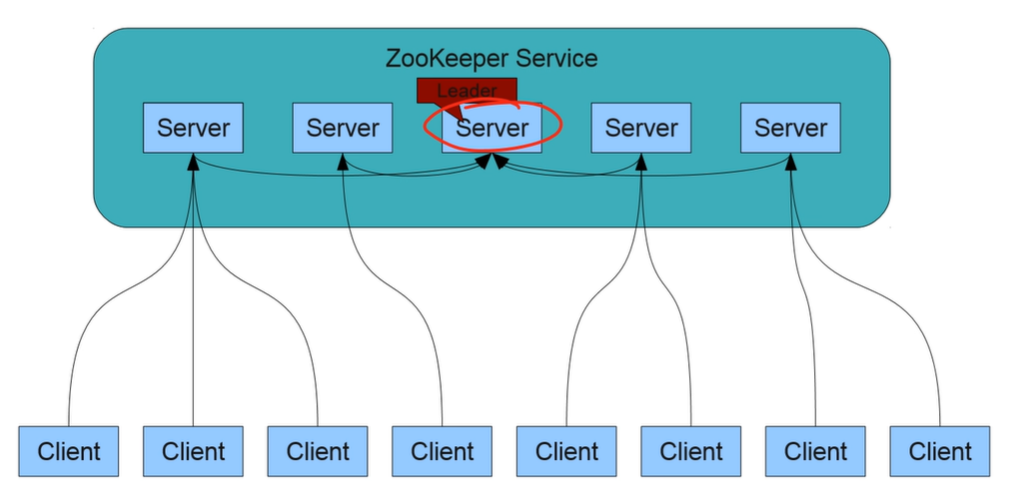 ZooKeeper Service
Leader
Server Server Server Server Server
Client Client Client Client Client Client Client Client